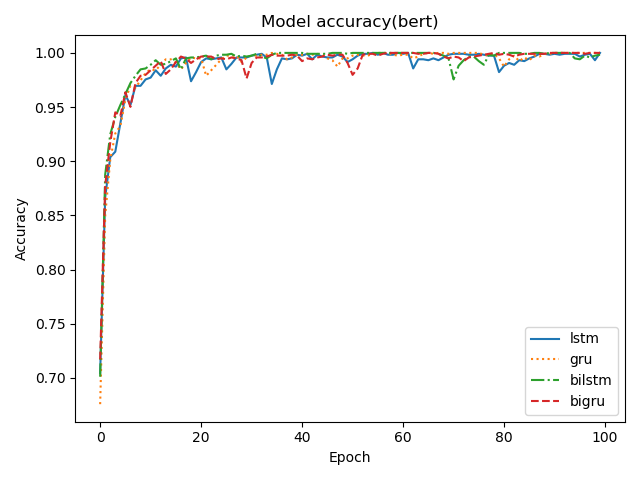 Model accuracy(bert)
1.00
0.95
0.90
0.85
0.80
0.75
0.70
Accuracy
0 20 40 60 80 100
Epoch
lstm
gru
bilstm
bigru